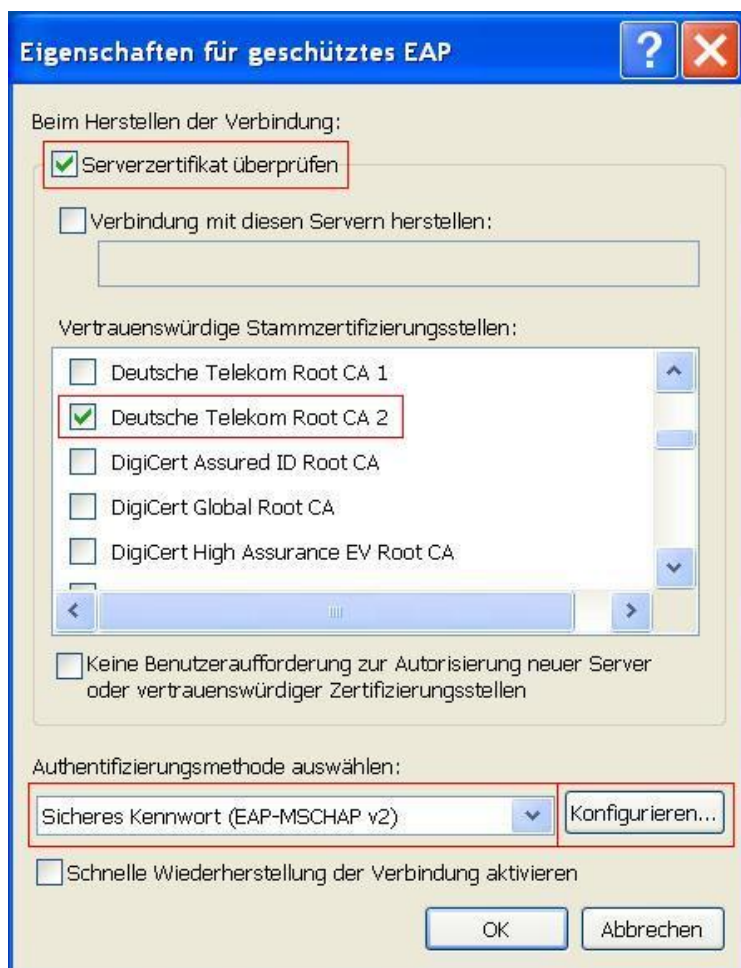 Eigenschaften für geschütztes EAP
Beim Herstellen der Verbindung:
Serverzertifikat überprüfen
Verbindung mit diesen Servern herstellen:
Vertrauenswürdige Stammzertifizierungsstellen:
Deutsche Telekom Root CA 1
Deutsche Telekom Root CA 2
DigiCert Assured ID Root CA
DigiCert Global Root CA
DigiCert High Assurance EV Root CA
Keine Benutzeraufforderung zur Autorisierung neuer Server
oder vertrauenswürdiger Zertifizierungsstellen
Authentifizierungsmethode auswählen:
Sicheres Kennwort (EAP-MSCHAP v2)
Konfigurieren...
Schnelle Wiederherstellung der Verbindung aktivieren
OK
Abbrechen